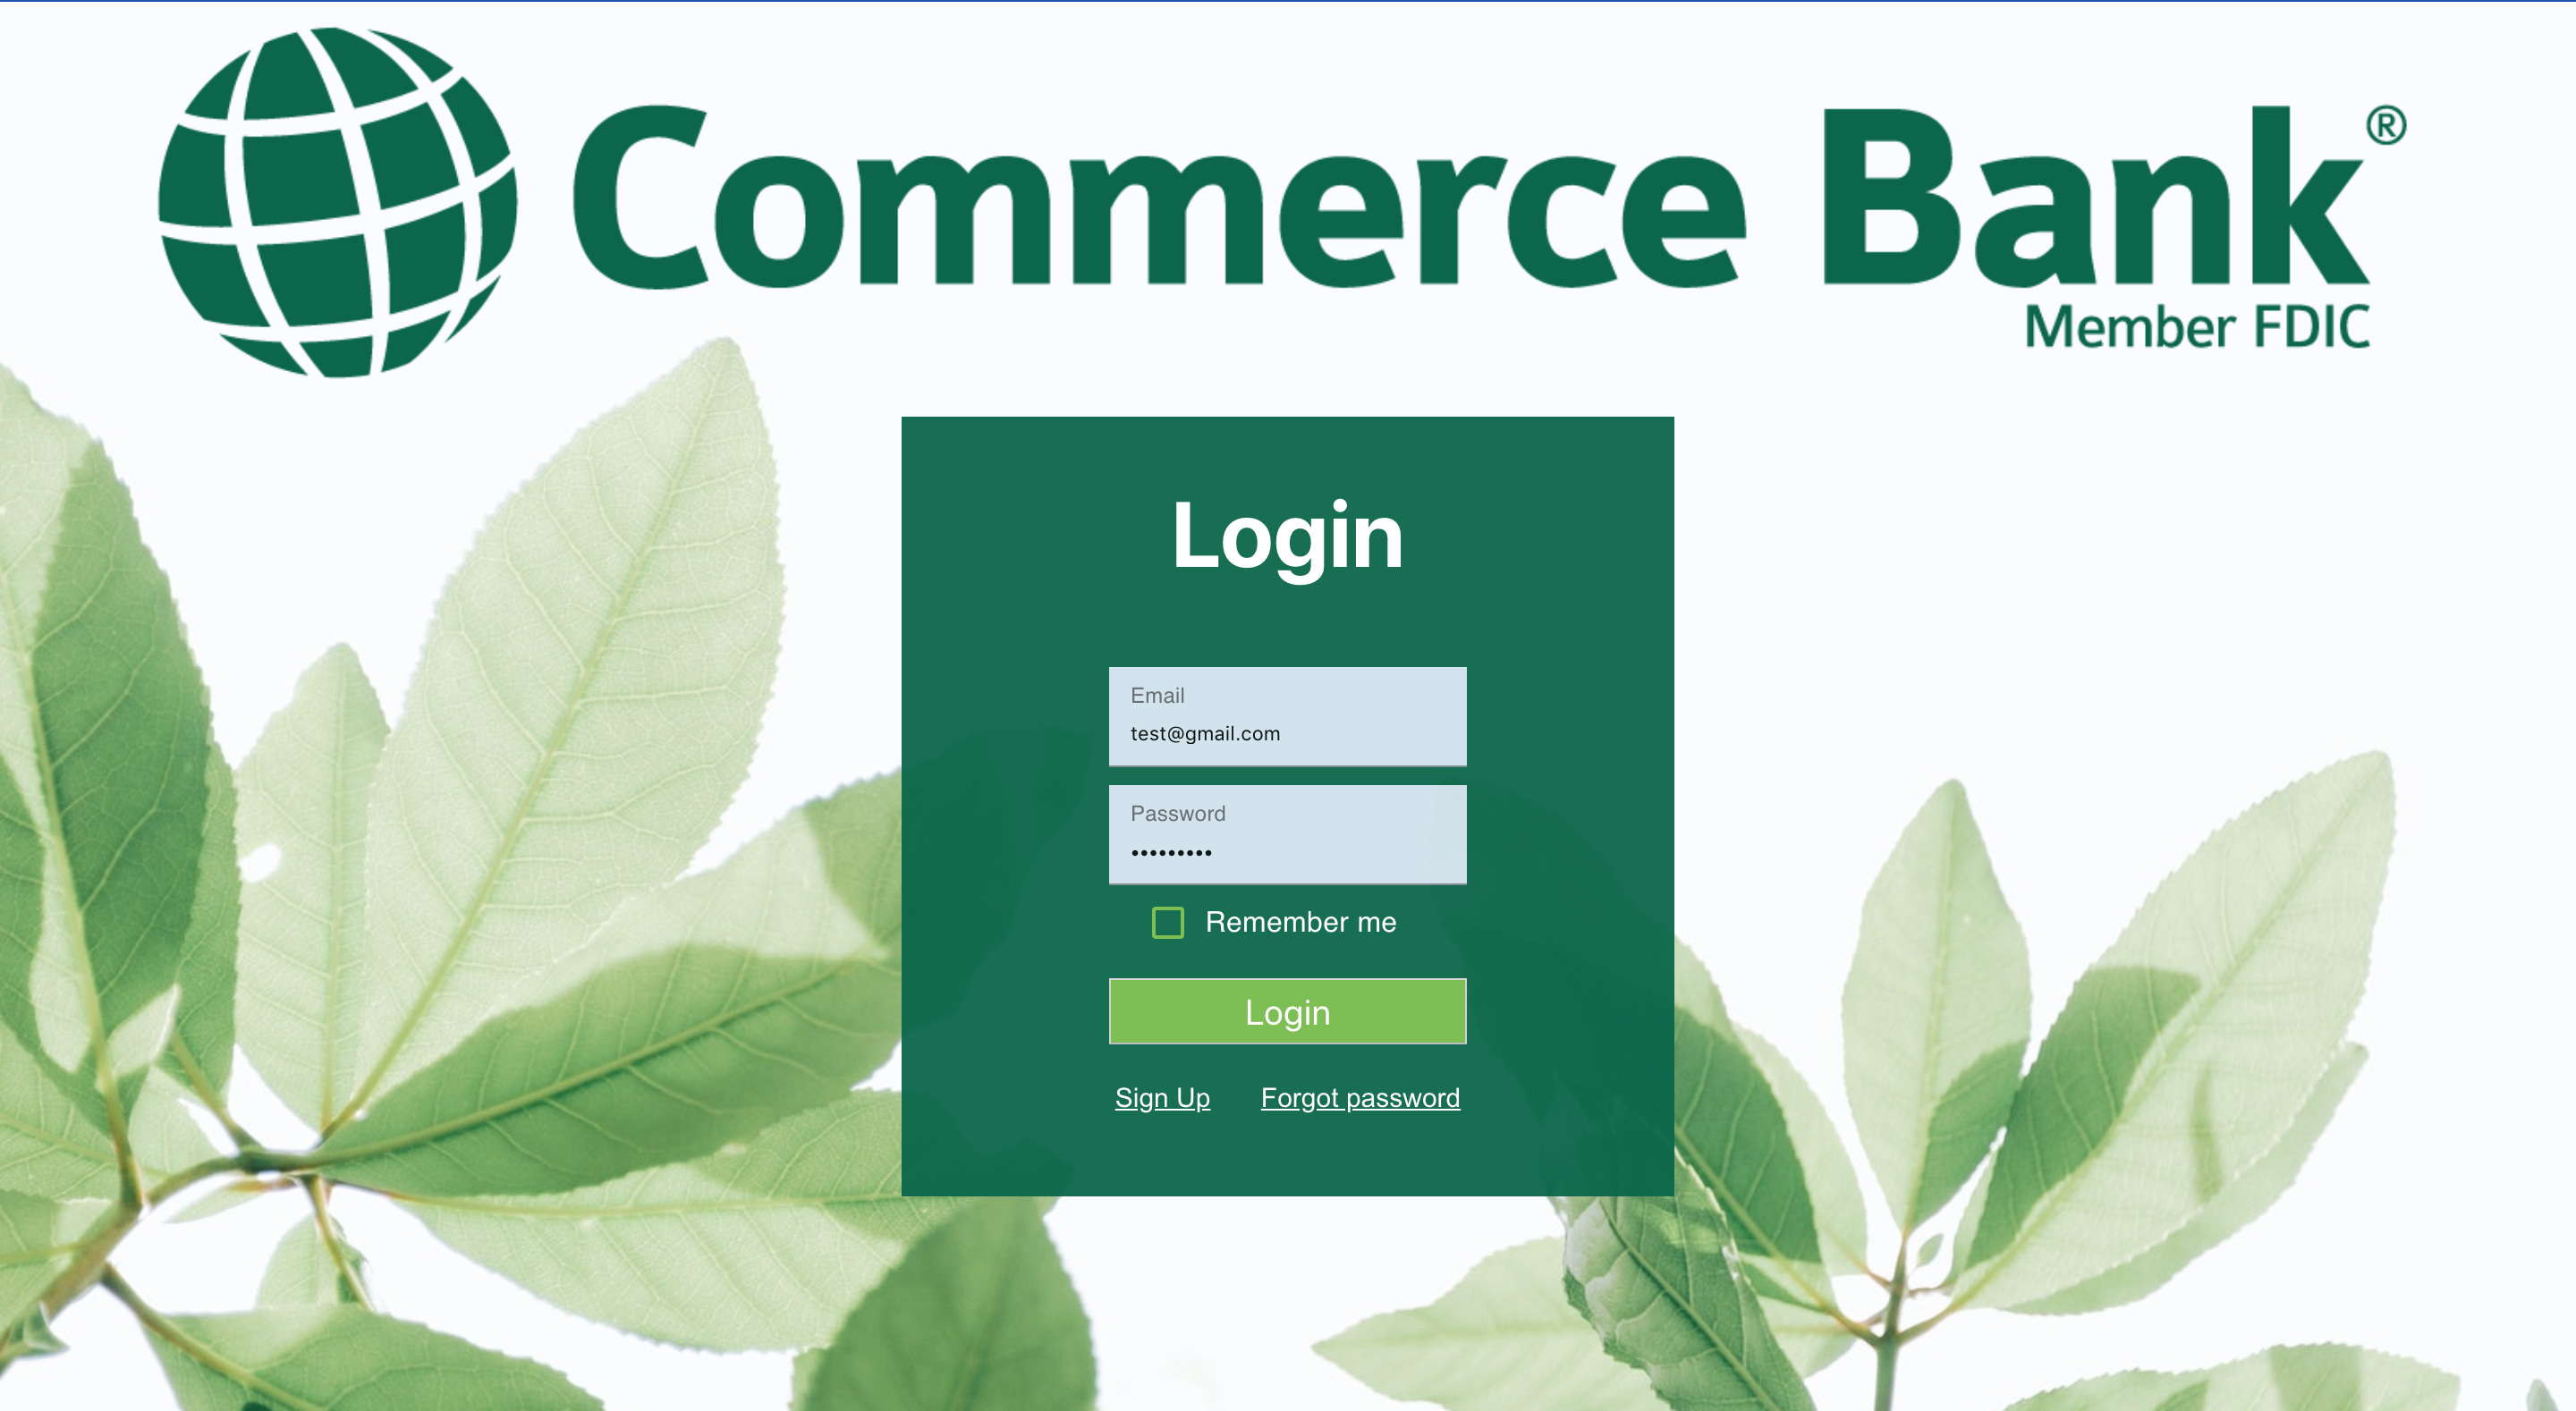 Commerce Bank®
Member FDIC
Login
Email
test@gmail.com
Password
•••••••••
Remember me
Login
Sign Up Forgot password